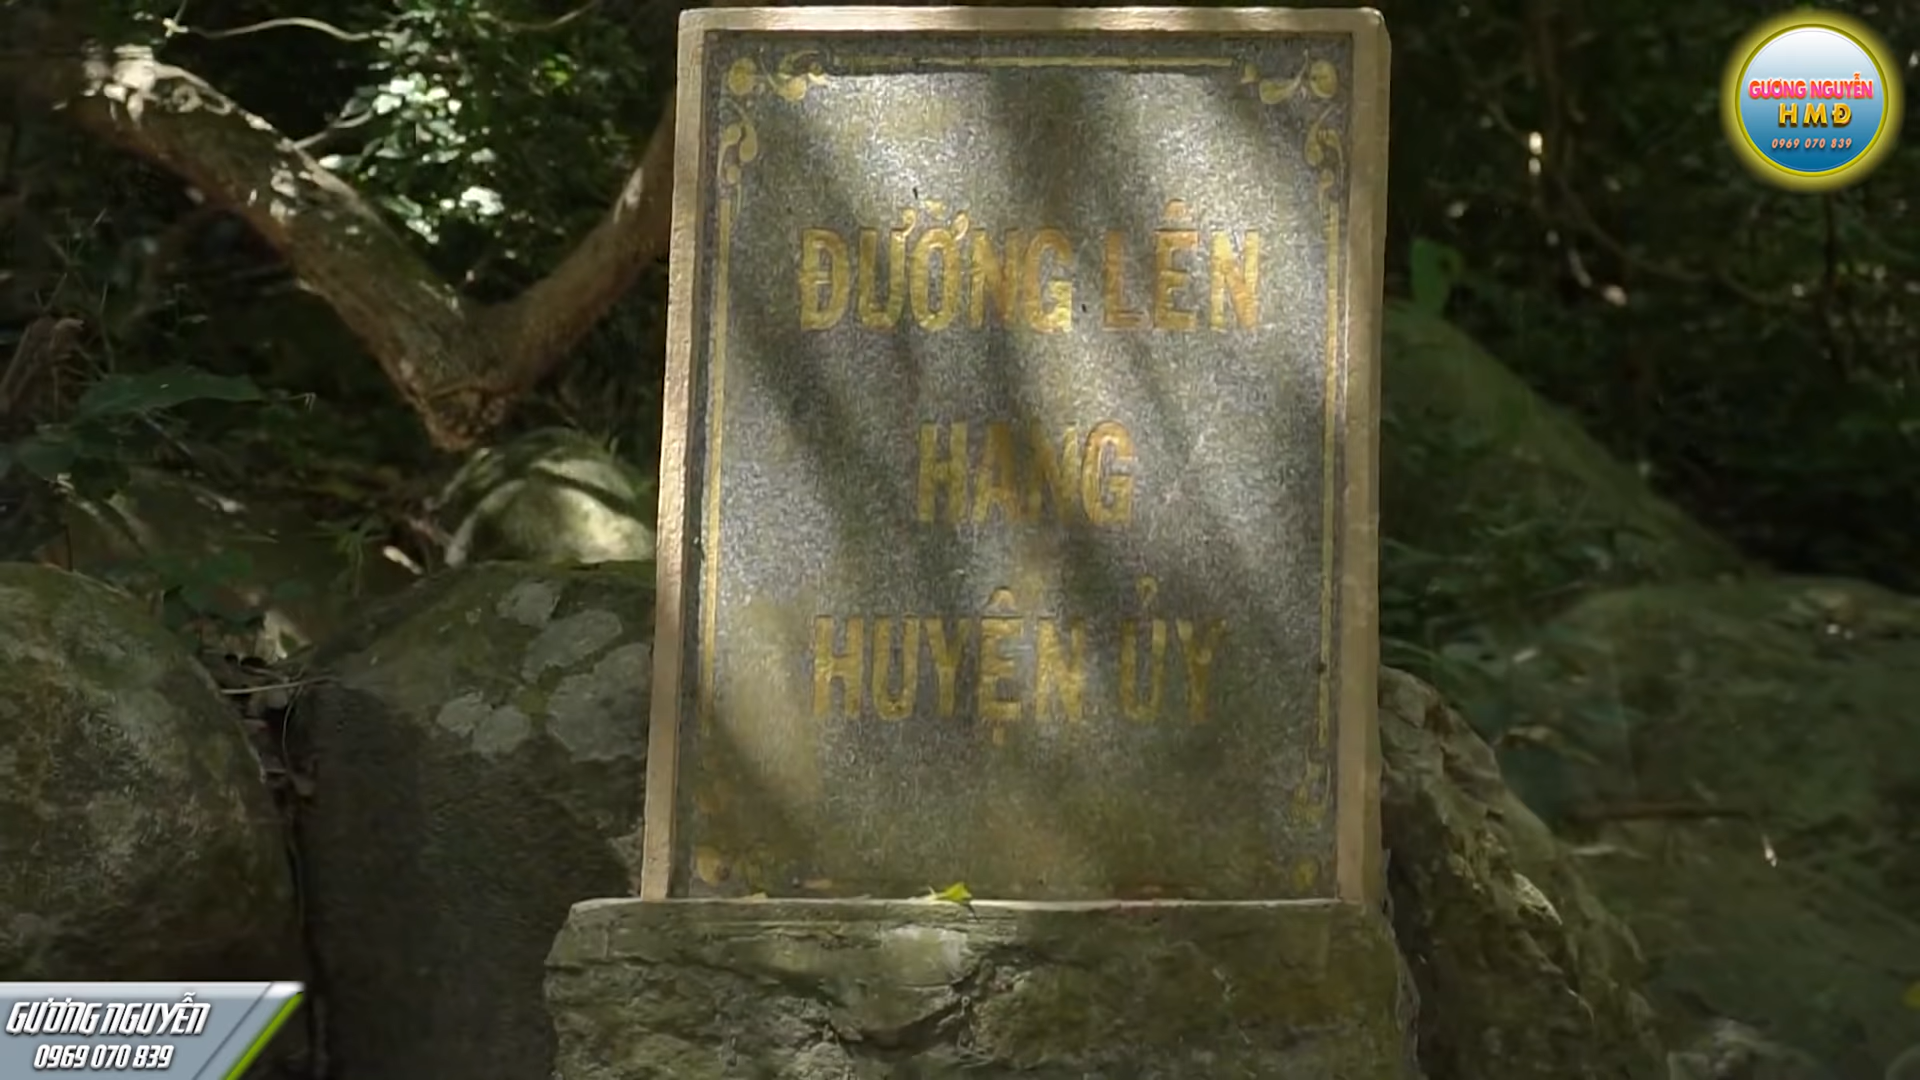 GƯƠNG NGUYỄN
HMĐ
0969 070 839
ĐƯỜNG LÊN
HANG
HUYỆN ỦY
GƯƠNG NGUYỄN
0969 070 839